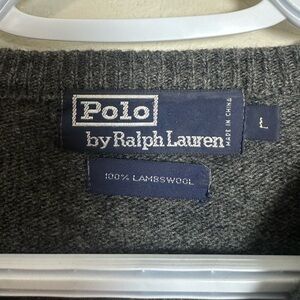 Polo
by Ralph Lauren
MADE IN CHINA
L
100% LAMBSWOOL